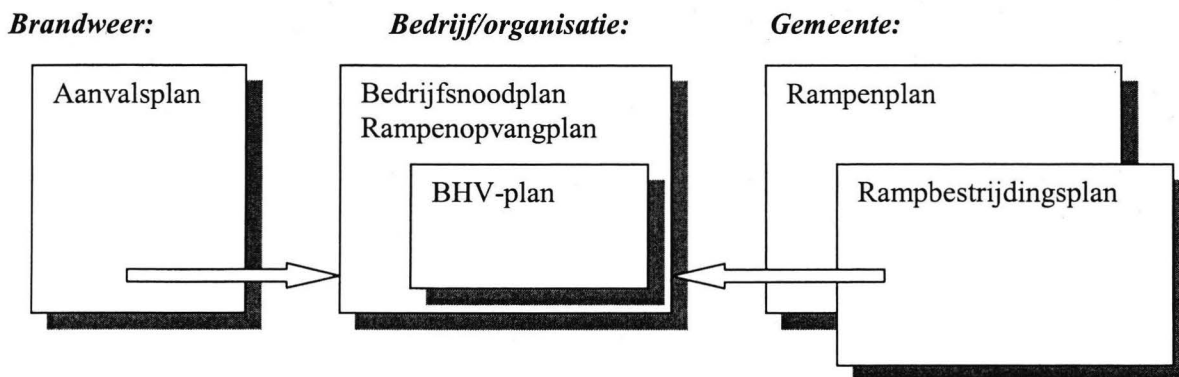 Brandweer:
Bedrijf/organisatie:
Gemeente:
Aanvalsplan
Bedrijfsnoodplan
Rampenopvangplan
BHV-plan
Rampenplan
Rampbestrijdingsplan